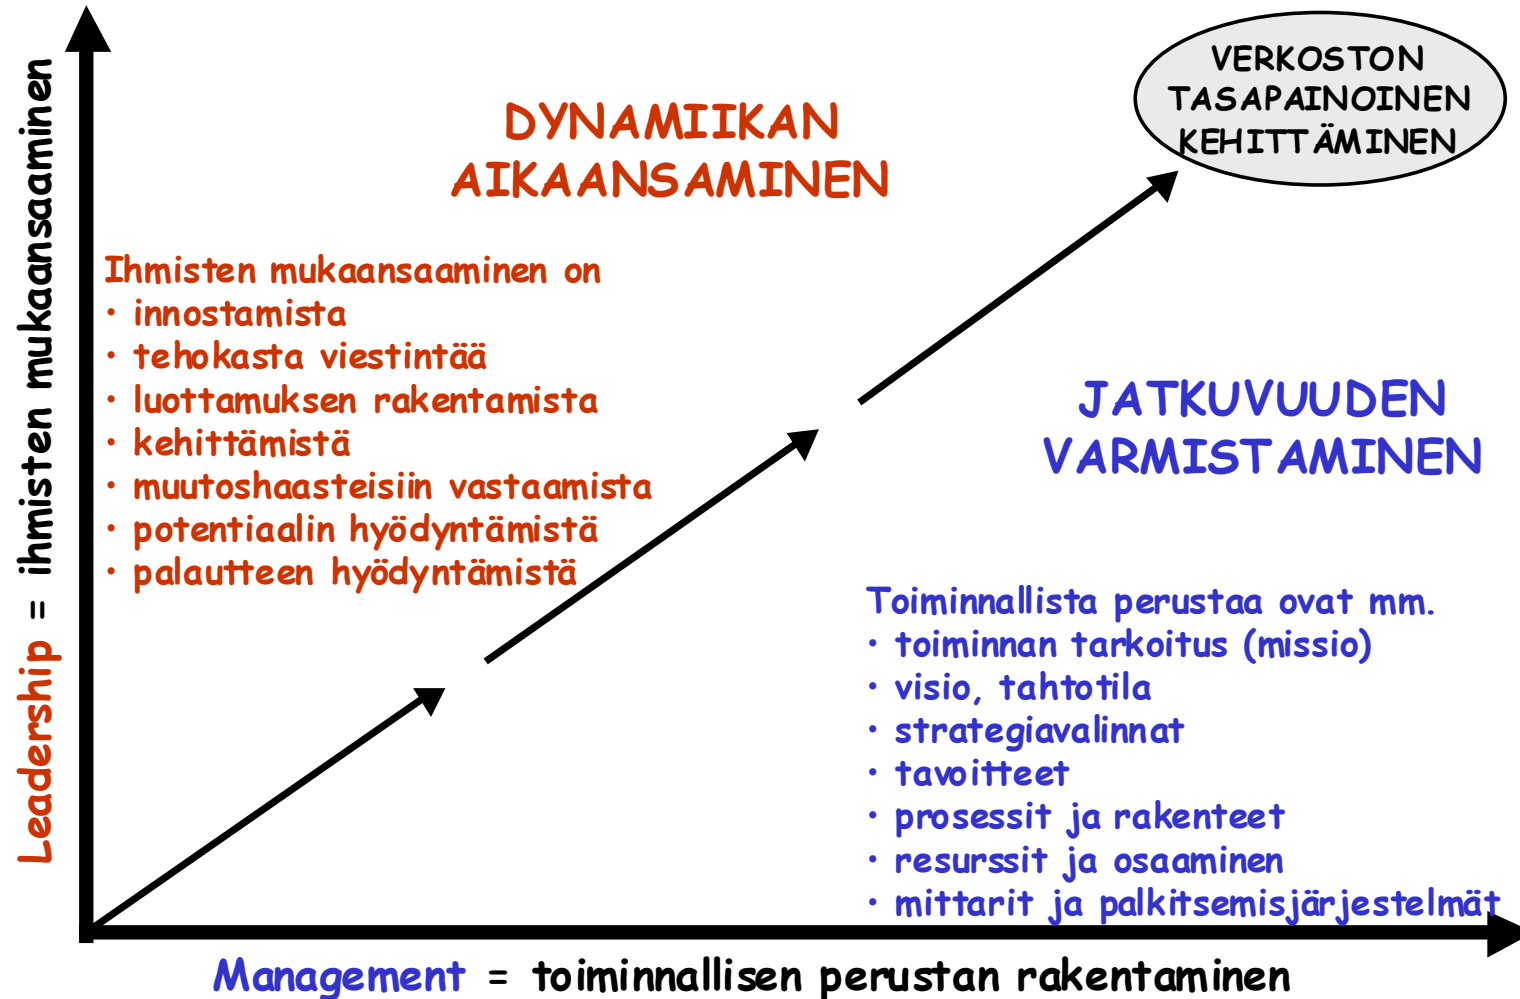 VERKOSTON
TASAPAINOINEN
KEHITTÄMINEN
DYNAMIIKAN
AIKAANSAMINEN
Leadership = ihmisten mukaansaaminen
Ihmisten mukaansaaminen on
• innostamista
• tehokasta viestintää
• luottamuksen rakentamista
• kehittämistä
• muutoshaasteisiin vastaamista
• potentiaalin hyödyntämistä
• palautteen hyödyntämistä
JATKUVUUDEN
VARMISTAMINEN
Toiminnallista perustaa ovat mm.
• toiminnan tarkoitus (missio)
• visio, tahtotila
• strategiavalinnat
• tavoitteet
• prosessit ja rakenteet
• resurssit ja osaaminen
• mittarit ja palkitsemisjärjestelmät
Management = toiminnallisen perustan rakentaminen